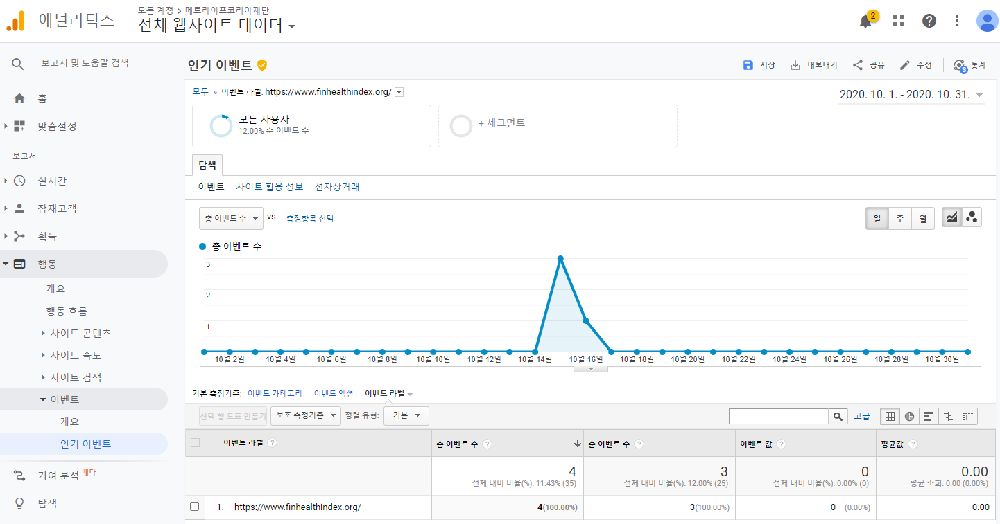 애널리틱스
모든 계정 > 메트라이프코리아재단
전체 웹사이트 데이터
2
보고서 및 도움말 검색
홈
맞춤설정
보고서
실시간
잠재고객
획득
행동
개요
행동 흐름
사이트 콘텐츠
사이트 속도
사이트 검색
이벤트
개요
인기 이벤트
기여 분석 베타
탐색
인기 이벤트
저장 내보내기 공유 수정 3 통계
모두 » 이벤트 라벨: https://www.finhealthindex.org/
2020. 10. 1. - 2020. 10. 31.
모든 사용자
12.00% 순 이벤트 수
+ 세그먼트
탐색
이벤트 사이트 활용 정보 전자상거래
총 이벤트 수 vs. 측정항목 선택
일 주 월
총 이벤트 수
3
2
1
10월 2일 10월 4일 10월 6일 10월 8일 10월 10일 10월 12일 10월 14일 10월 16일 10월 18일 10월 20일 10월 22일 10월 24일 10월 26일 10월 28일 10월 30일
기본 측정기준: 이벤트 카테고리 이벤트 액션 이벤트 라벨
선택 행 도표 만들기 보조 측정기준 정렬 유형: 기본 고급
이벤트 라벨 ? 총 이벤트 수 ? 순 이벤트 수 ? 이벤트 값 ? 평균값 ?
4 3 0 0.00
전체 대비 비율(%): 11.43% (35) 전체 대비 비율(%): 12.00% (25) 전체 대비 비율(%): 0.00% (0) 평균 조회: 0.00 (0.00%)
1. https://www.finhealthindex.org/ 4(100.00%) 3(100.00%) 0 (0.00%) 0.00